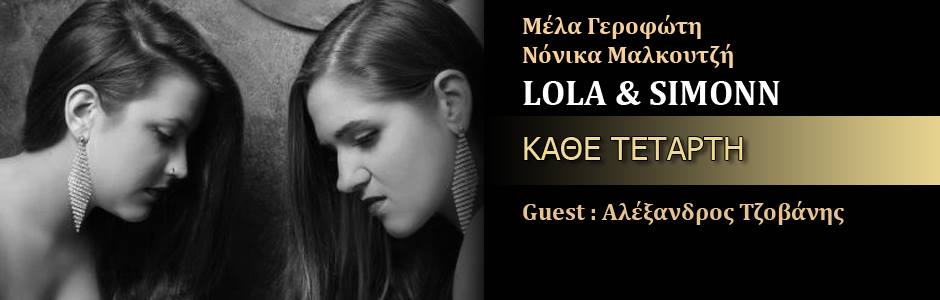 Μέλα Γεροφώτη
Νόνικα Μαλκουτζή
LOLA & SIMONN
ΚΑΘΕ ΤΕΤΑΡΤΗ
Guest : Αλέξανδρος Τζοβάνης